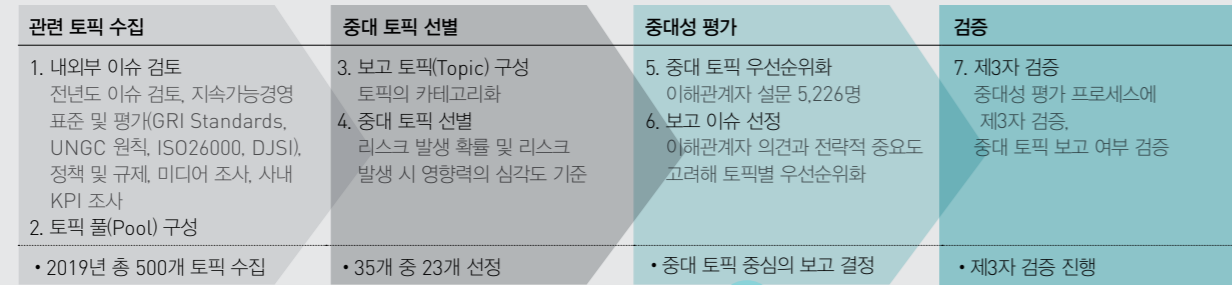 관련 토픽 수집
1. 내외부 이슈 검토
전년도 이슈 검토, 지속가능경영
표준 및 평가(GRI Standards,
UNGC 원칙, ISO26000, DJSI),
정책 및 규제, 미디어 조사, 사내
KPI 조사
2. 토픽 풀(Pool) 구성
• 2019년 총 500개 토픽 수집
중대 토픽 선별
3. 보고 토픽(Topic) 구성
토픽의 카테고리화
4. 중대 토픽 선별
리스크 발생 확률 및 리스크
발생 시 영향력의 심각도 기준
• 35개 중 23개 선정
중대성 평가
5. 중대 토픽 우선순위화
이해관계자 설문 5,226명
6. 보고 이슈 선정
이해관계자 의견과 전략적 중요도
고려해 토픽별 우선순위화
• 중대 토픽 중심의 보고 결정
검증
7. 제3자 검증
중대성 평가 프로세스에
제3자 검증,
중대 토픽 보고 여부 검증
• 제3자 검증 진행